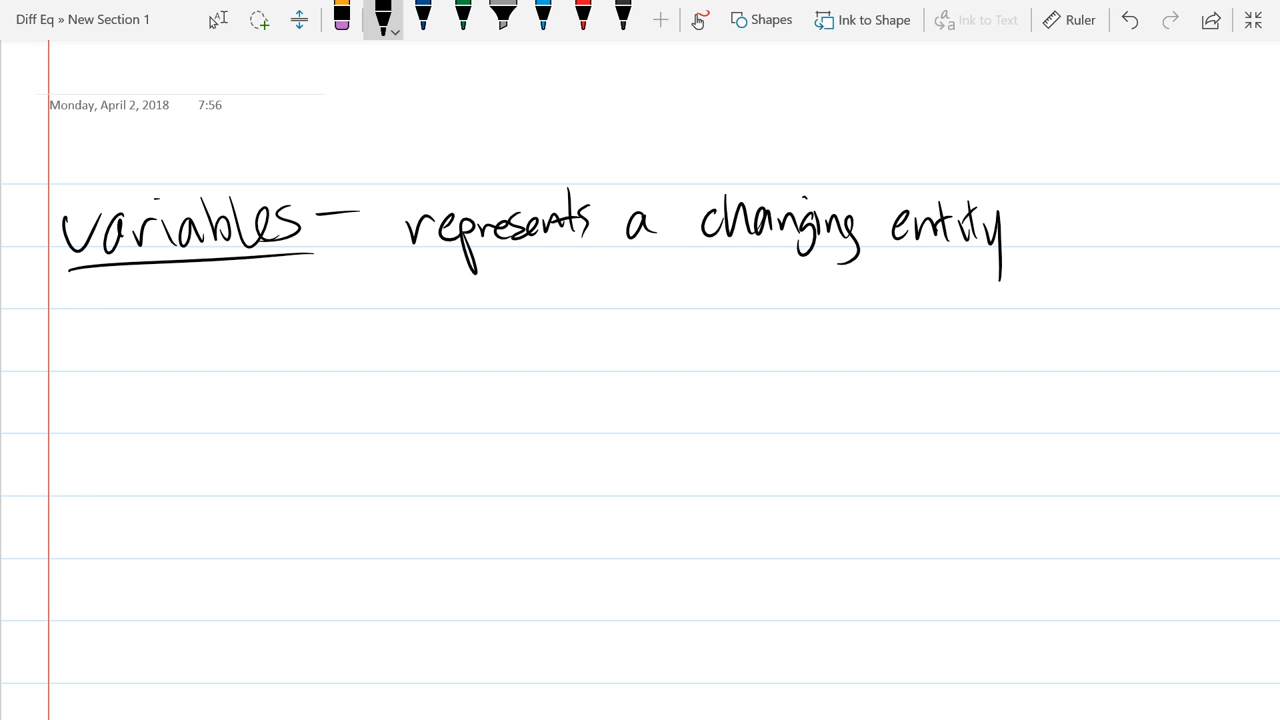 Diff Eq » New Section 1
Shapes
Ink to Shape
Ink to Text
Ruler
Monday, April 2, 2018 7:56
variables — represents a changing entity